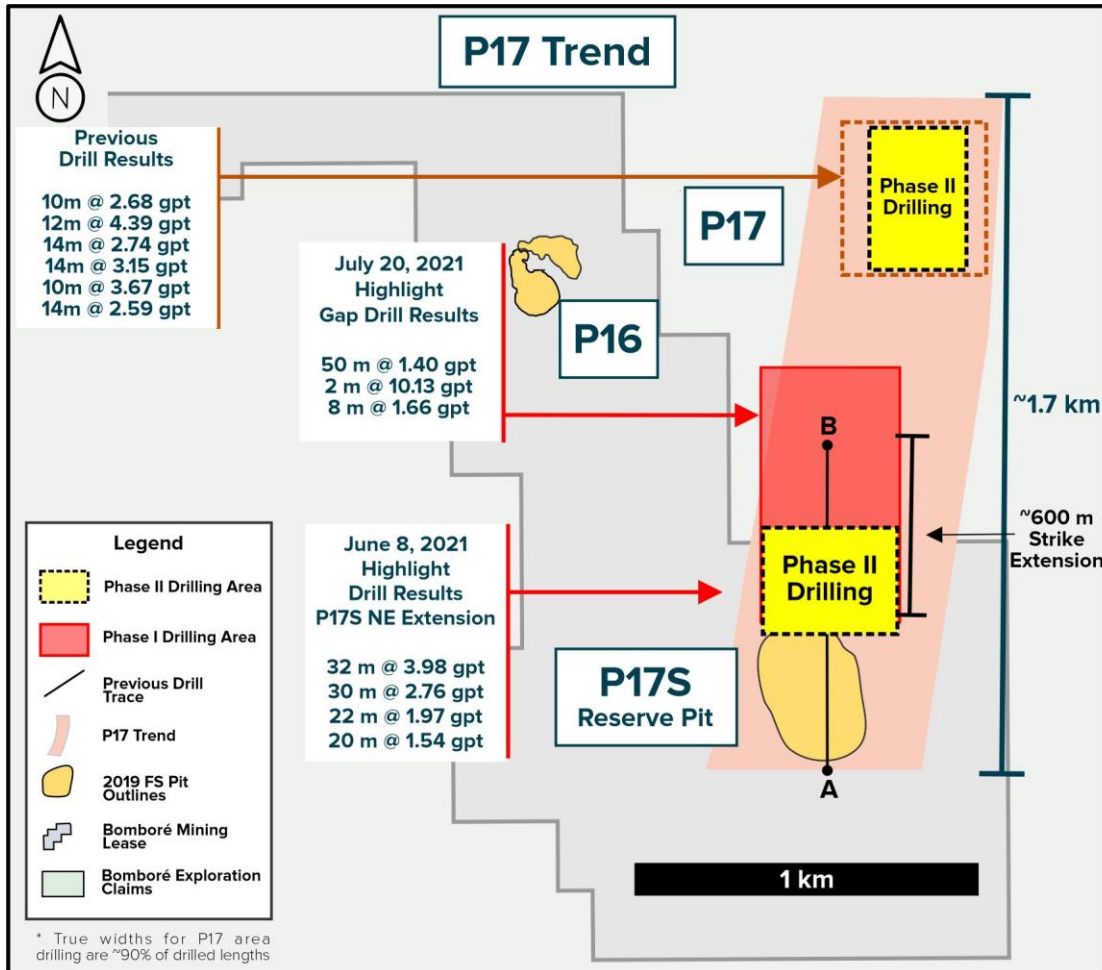 P17 Trend
N
Previous
Drill Results
10m @ 2.68 gpt
12m @ 4.39 gpt
14m @ 2.74 gpt
14m @ 3.15 gpt
10m @ 3.67 gpt
14m @ 2.59 gpt
Phase II
Drilling
P17
July 20, 2021
Highlight
Gap Drill Results
50 m @ 1.40 gpt
2 m @ 10.13 gpt
8 m @ 1.66 gpt
P16
~1.7 km
B
~600 m
Strike
Extension
June 8, 2021
Highlight
Drill Results
P17S NE Extension
32 m @ 3.98 gpt
30 m @ 2.76 gpt
22 m @ 1.97 gpt
20 m @ 1.54 gpt
Phase II
Drilling
P17S
Reserve Pit
A
1 km
Legend
Phase II Drilling Area
Phase I Drilling Area
Previous Drill
Trace
P17 Trend
2019 FS Pit
Outlines
Bomboré Mining
Lease
Bomboré Exploration
Claims
* True widths for P17 area
drilling are ~90% of drilled lengths